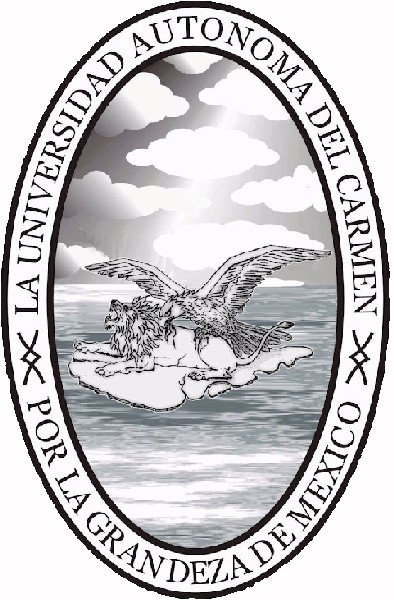 LA UNIVERSIDAD AUTONOMA DEL CARMEN
POR LA GRANDEZA DE MEXICO